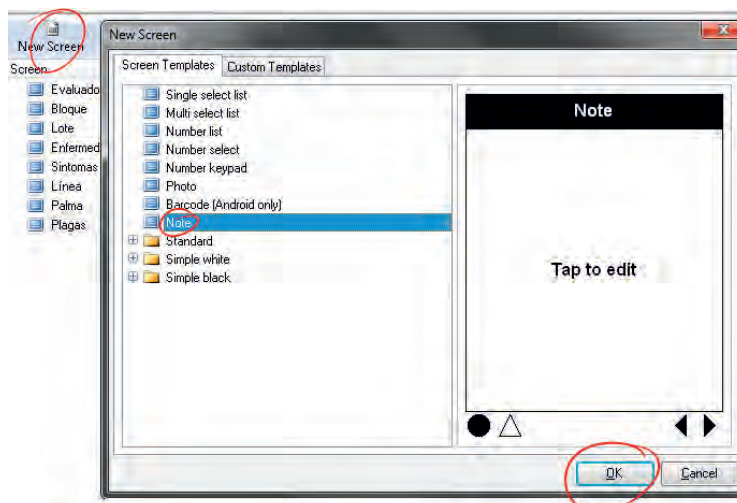 New Screen
Screen
Evaluado
Bloque
Lote
Enfermed
Sintomas
Línea
Palma
Plagas
New Screen
Screen Templates
Custom Templates
Single select list
Multi select list
Number list
Number select
Number keypad
Photo
Barcode (Android only)
Note
Standard
Simple white
Simple black
Note
Tap to edit
OK
Cancel